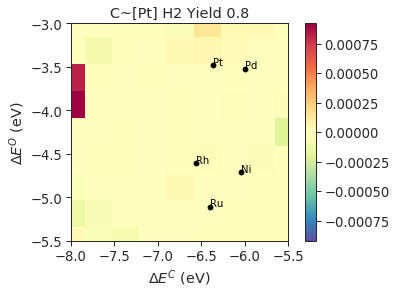 C~[Pt] H2 Yield 0.8
−3.0
−3.5
−4.0
−4.5
−5.0
−5.5
ΔE^O (eV)
Pt
Pd
Rh
Ni
Ru
−8.0 −7.5 −7.0 −6.5 −6.0 −5.5
ΔE^C (eV)
0.00075
0.00050
0.00025
0.00000
−0.00025
−0.00050
−0.00075